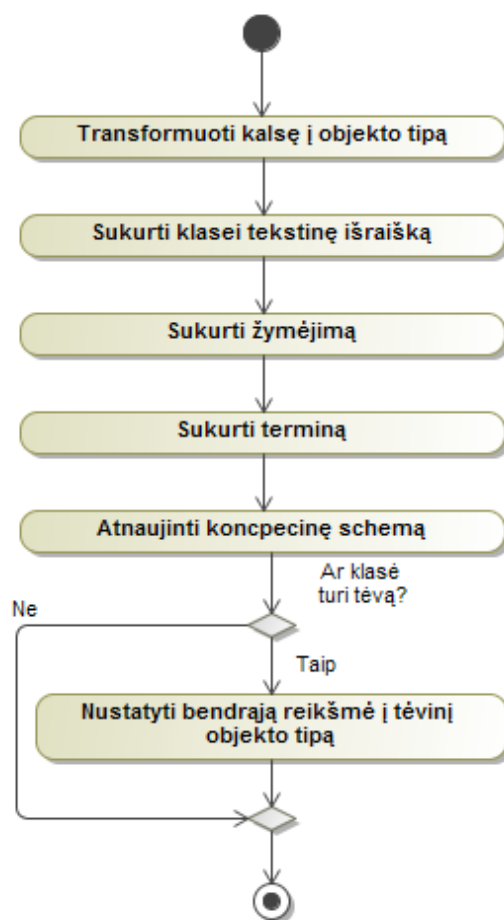 Transformuoti kalsę į objekto tipą
Sukurti klasei tekstinę išraišką
Sukurti žymėjimą
Sukurti terminą
Atnaujinti koncpecinę schemą
Ar klasė
turi tėvą?
Ne
Taip
Nustatyti bendrąją reikšmė į tėvinį
objekto tipą